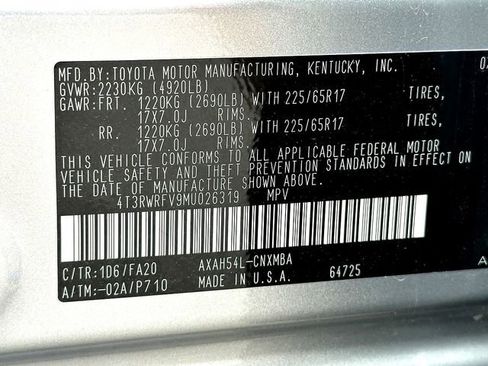 MFD.BY:TOYOTA MOTOR MANUFACTURING, KENTUCKY, INC.
GVWR:2230KG (4920LB)
GAWR:FRT. 1220KG (2690LB) WITH 225/65R17 TIRES,
17X7.0J RIMS.
RR. 1220KG (2690LB) WITH 225/65R17 TIRES,
17X7.0J RIMS.
THIS VEHICLE CONFORMS TO ALL APPLICABLE FEDERAL MOTOR
VEHICLE SAFETY AND THEFT PREVENTION STANDARDS IN EFFECT ON
THE DATE OF MANUFACTURE SHOWN ABOVE.
4T3RWRFV9MU026319 MPV
C/TR:1D6/FA20 AXAH54L-CNXMBA
A/TM:-02A/P710 MADE IN U.S.A. 64725